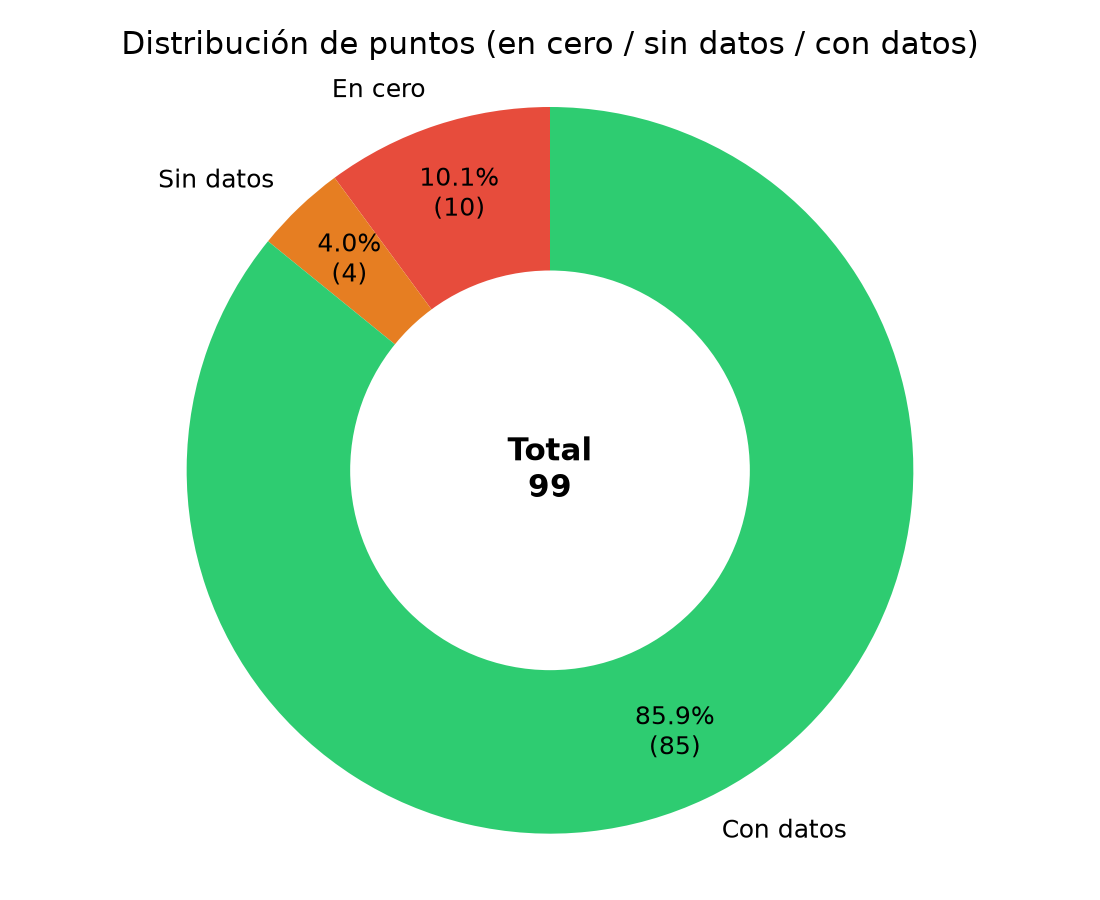 Distribución de puntos (en cero / sin datos / con datos)
En cero
10.1%
(10)
Sin datos
4.0%
(4)
Total
99
85.9%
(85)
Con datos